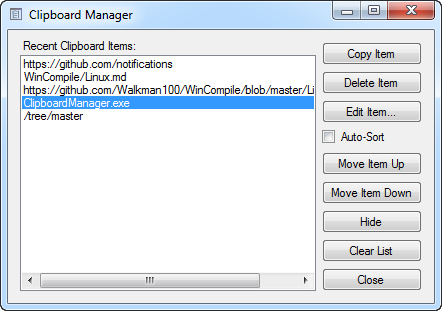 Clipboard Manager
Recent Clipboard Items:
https://github.com/notifications
WinCompile/Linux.md
https://github.com/Walkman100/WinCompile/blob/master/Li
ClipboardManager.exe
/tree/master
Copy Item
Delete Item
Edit Item...
Auto-Sort
Move Item Up
Move Item Down
Hide
Clear List
Close